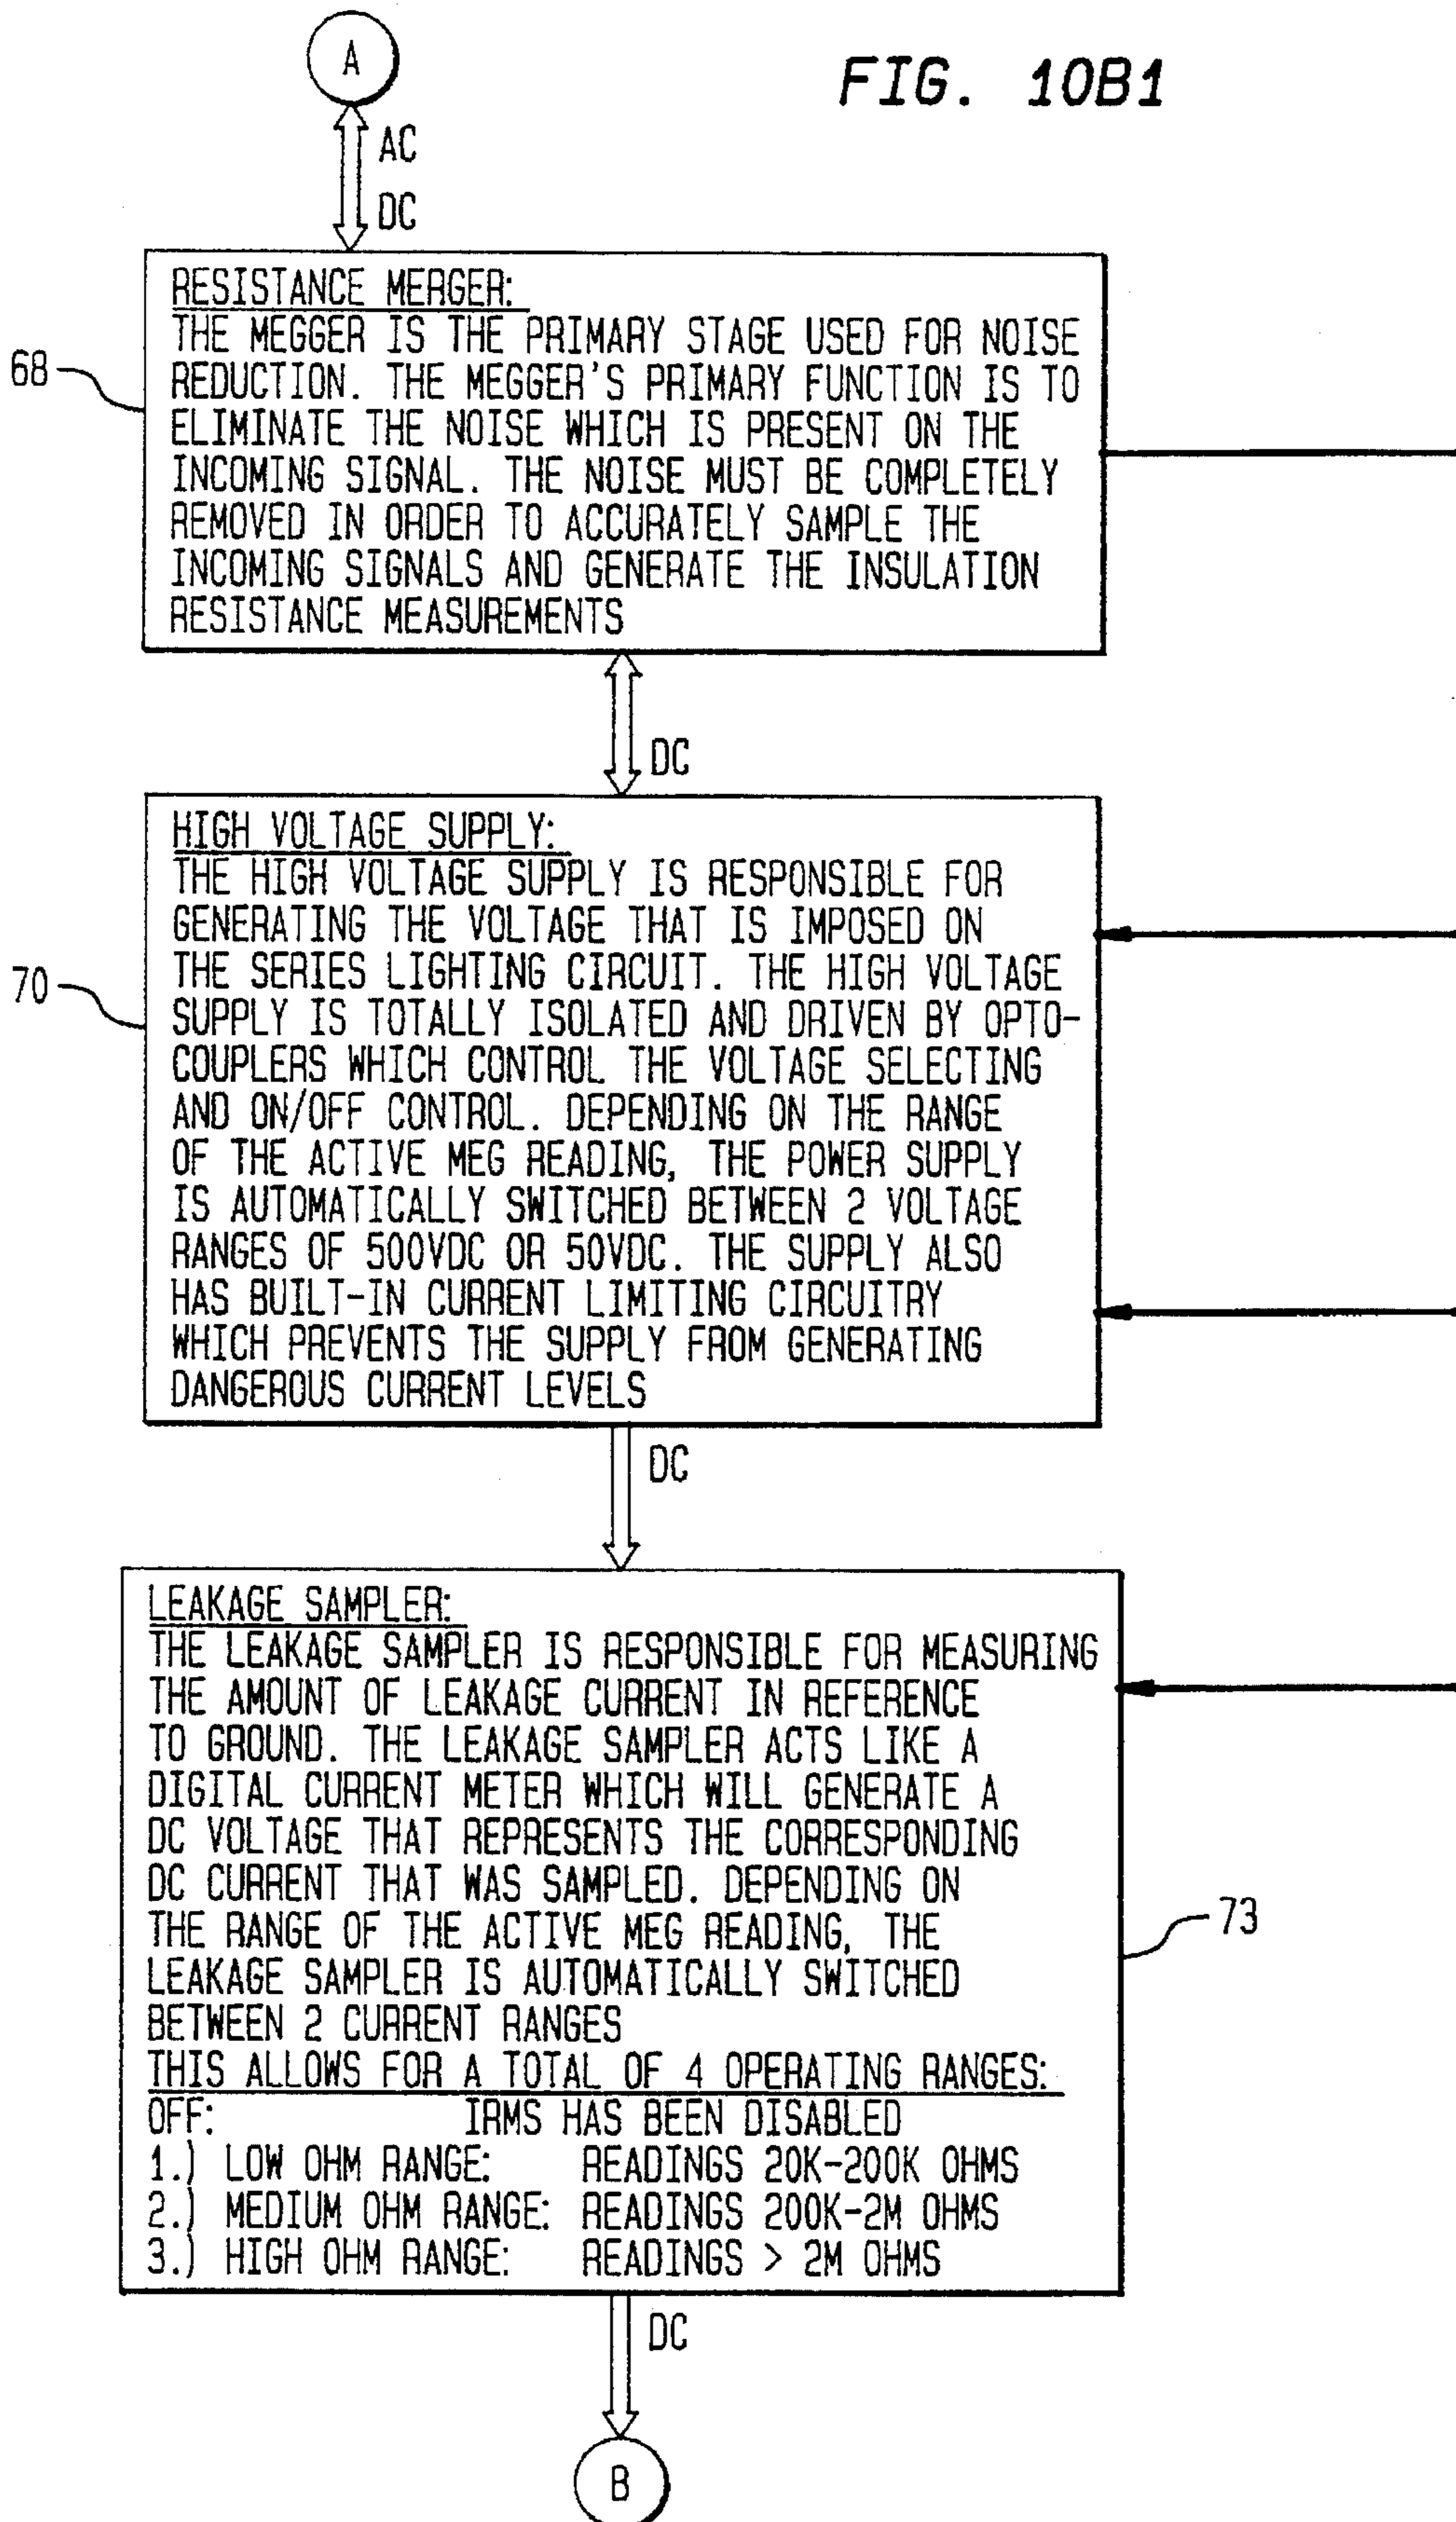 FIG. 10B1
A
AC
DC
68
RESISTANCE MERGER:
THE MEGGER IS THE PRIMARY STAGE USED FOR NOISE
REDUCTION. THE MEGGER'S PRIMARY FUNCTION IS TO
ELIMINATE THE NOISE WHICH IS PRESENT ON THE
INCOMING SIGNAL. THE NOISE MUST BE COMPLETELY
REMOVED IN ORDER TO ACCURATELY SAMPLE THE
INCOMING SIGNALS AND GENERATE THE INSULATION
RESISTANCE MEASUREMENTS
DC
70
HIGH VOLTAGE SUPPLY:
THE HIGH VOLTAGE SUPPLY IS RESPONSIBLE FOR
GENERATING THE VOLTAGE THAT IS IMPOSED ON
THE SERIES LIGHTING CIRCUIT. THE HIGH VOLTAGE
SUPPLY IS TOTALLY ISOLATED AND DRIVEN BY OPTO-
COUPLERS WHICH CONTROL THE VOLTAGE SELECTING
AND ON/OFF CONTROL. DEPENDING ON THE RANGE
OF THE ACTIVE MEG READING, THE POWER SUPPLY
IS AUTOMATICALLY SWITCHED BETWEEN 2 VOLTAGE
RANGES OF 500VDC OR 50VDC. THE SUPPLY ALSO
HAS BUILT-IN CURRENT LIMITING CIRCUITRY
WHICH PREVENTS THE SUPPLY FROM GENERATING
DANGEROUS CURRENT LEVELS
DC
LEAKAGE SAMPLER:
THE LEAKAGE SAMPLER IS RESPONSIBLE FOR MEASURING
THE AMOUNT OF LEAKAGE CURRENT IN REFERENCE
TO GROUND. THE LEAKAGE SAMPLER ACTS LIKE A
DIGITAL CURRENT METER WHICH WILL GENERATE A
DC VOLTAGE THAT REPRESENTS THE CORRESPONDING
DC CURRENT THAT WAS SAMPLED. DEPENDING ON
THE RANGE OF THE ACTIVE MEG READING, THE
LEAKAGE SAMPLER IS AUTOMATICALLY SWITCHED
BETWEEN 2 CURRENT RANGES
THIS ALLOWS FOR A TOTAL OF 4 OPERATING RANGES:
OFF: IRMS HAS BEEN DISABLED
1.) LOW OHM RANGE: READINGS 20K-200K OHMS
2.) MEDIUM OHM RANGE: READINGS 200K-2M OHMS
3.) HIGH OHM RANGE: READINGS > 2M OHMS
73
DC
B